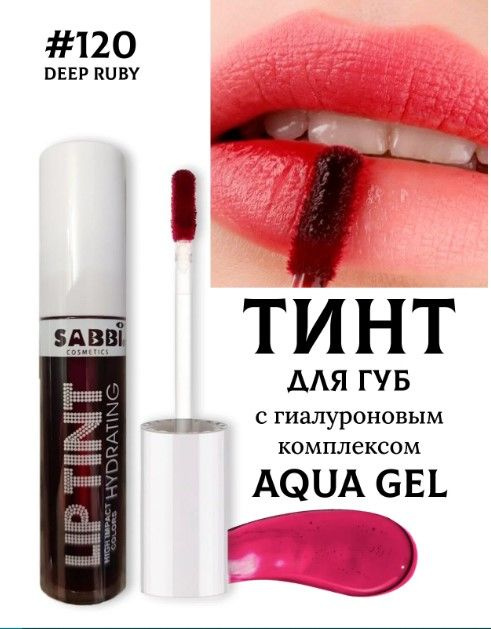 #120
DEEP RUBY
SABBI
COSMETICS
LIP TINT
HYDRATING
HIGH IMPACT
COLORS
ТИНТ
ДЛЯ ГУБ
с гиалуроновым
комплексом
AQUA GEL